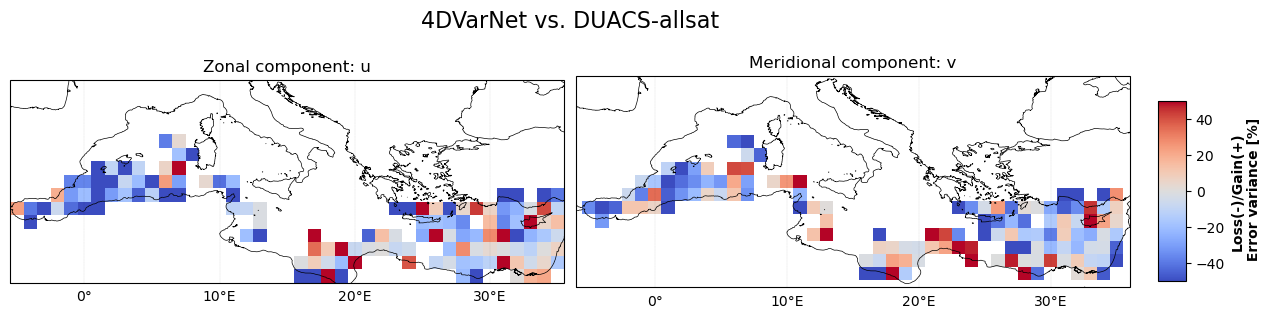 4DVarNet vs. DUACS-allsat
Zonal component: u
Meridional component: v
0°
10°E
20°E
30°E
0°
10°E
20°E
30°E
40
20
0
−20
−40
Loss(-)/Gain(+)
Error variance [%]